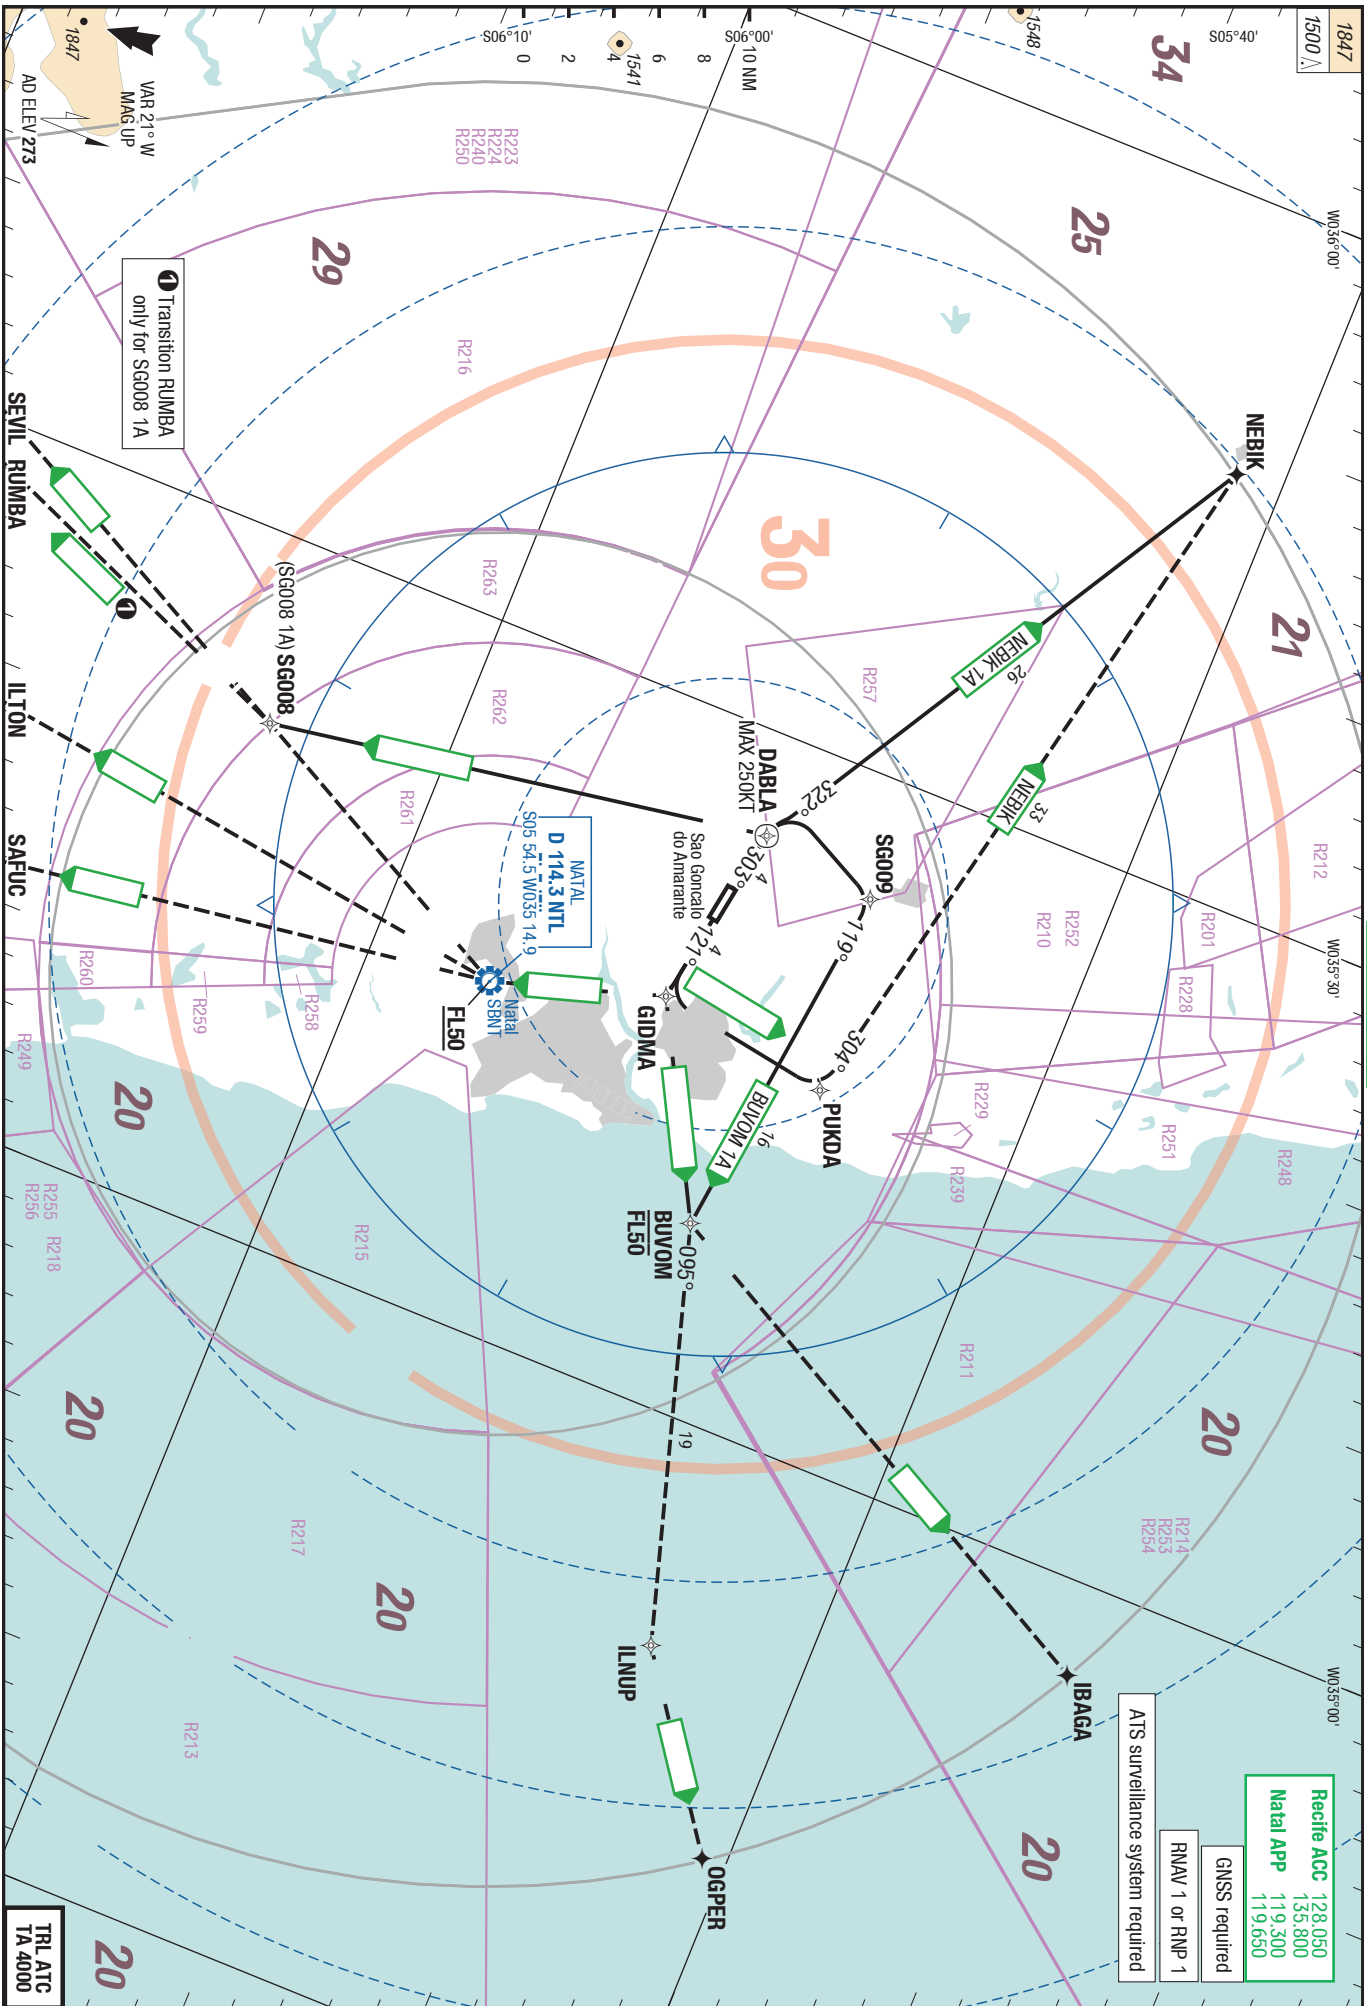 1847
1500
S05°40'
34
1548
S06°00'
10 NM
8
6
4
2
0
1541
S06°10'
1847
VAR 21° W
MAG UP
AD ELEV 273
W036°00'
25
R223
R224
R240
R250
29
❶ Transition RUMBA
only for SG008 1A
R216
NEBIK
30
21
R263
SEVIL
RUMBA
❶
(SG008 1A) SG008
R262
R257
NEBIK 1A
26
NEBIK
33
322°
DABLA
MAX 250KT
303°
4
SG009
119°
R212
R201
R252
R210
R228
W035°30'
Sao Goncalo
do Amarante
4
121°
NATAL
D 114.3 NTL
S05 54.5 W035 14.9
R261
ILTON
SAFUC
R260
R259
R258
R249
FL50
Natal
SBNT
GIDMA
304°
PUKDA
BUVOM 1A
16
R229
R251
R248
R239
20
R255
R256
R218
R215
BUVOM
FL50
095°
19
R211
20
20
R214
R253
R254
R217
20
ILNUP
IBAGA
W035°00'
R213
OGPER
20
20
Recife ACC 128.050
135.800
Natal APP 119.300
119.650
GNSS required
RNAV 1 or RNP 1
ATS surveillance system required
TRL ATC
TA 4000